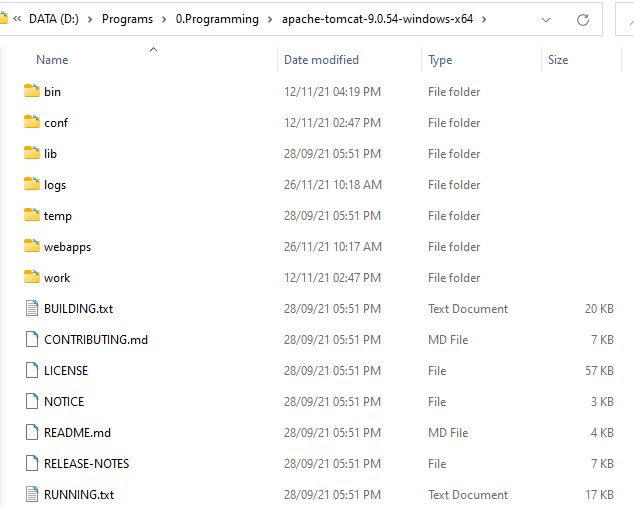 « DATA (D:) > Programs > 0.Programming > apache-tomcat-9.0.54-windows-x64 >
Name Date modified Type Size
bin 12/11/21 04:19 PM File folder
conf 12/11/21 02:47 PM File folder
lib 28/09/21 05:51 PM File folder
logs 26/11/21 10:18 AM File folder
temp 28/09/21 05:51 PM File folder
webapps 26/11/21 10:17 AM File folder
work 12/11/21 02:47 PM File folder
BUILDING.txt 28/09/21 05:51 PM Text Document 20 KB
CONTRIBUTING.md 28/09/21 05:51 PM MD File 7 KB
LICENSE 28/09/21 05:51 PM File 57 KB
NOTICE 28/09/21 05:51 PM File 3 KB
README.md 28/09/21 05:51 PM MD File 4 KB
RELEASE-NOTES 28/09/21 05:51 PM File 7 KB
RUNNING.txt 28/09/21 05:51 PM Text Document 17 KB